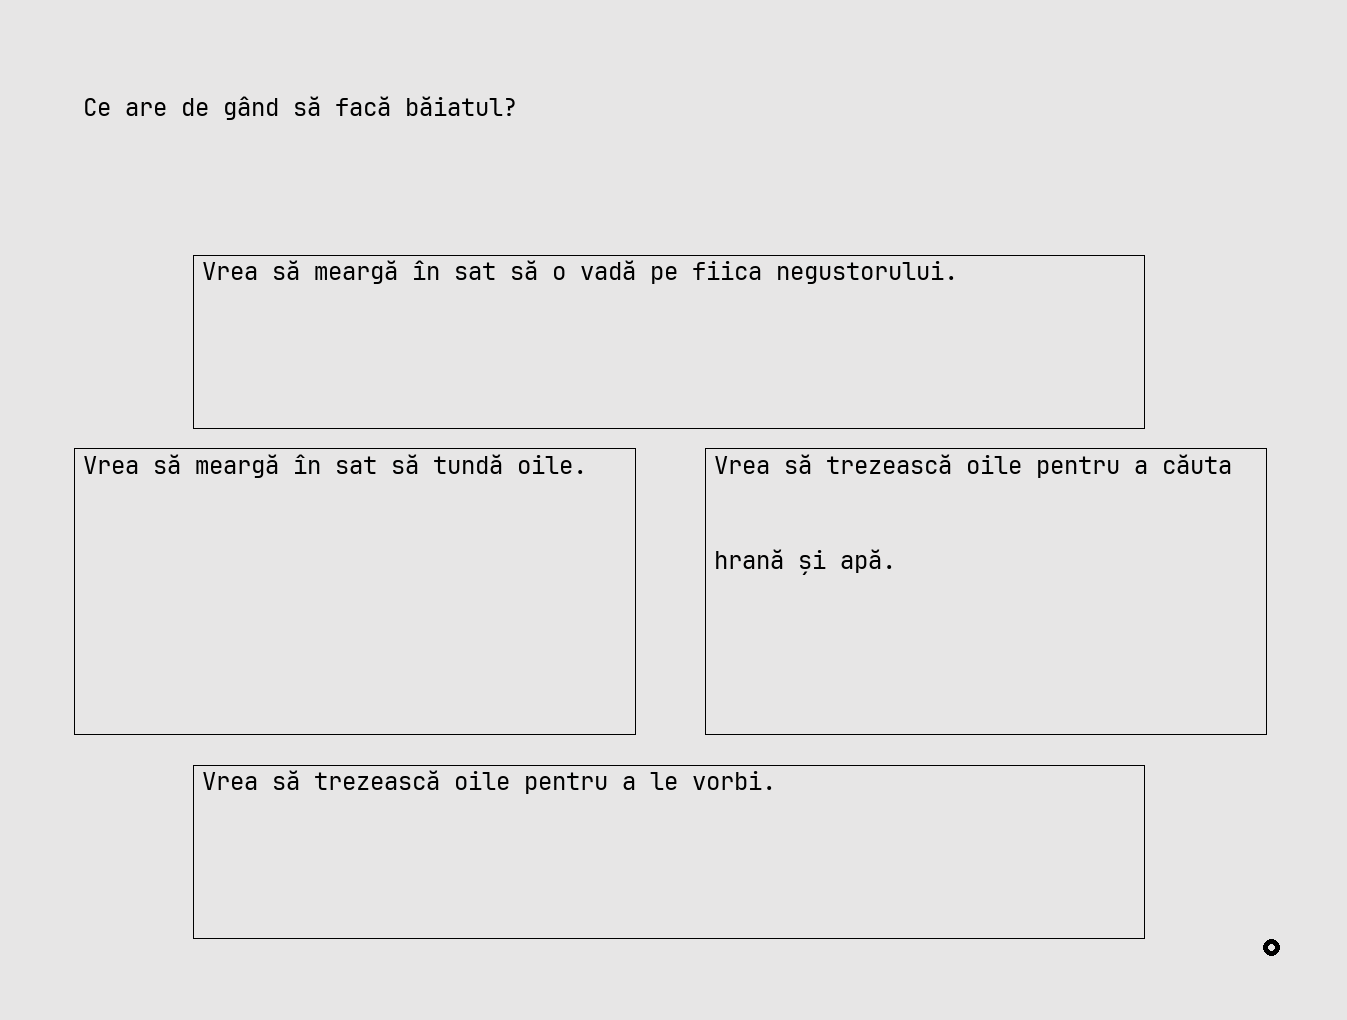 Ce are de gând să facă băiatul?
Vrea să meargă în sat să o vadă pe fiica negustorului.
Vrea să meargă în sat să tundă oile.
Vrea să trezească oile pentru a căuta
hrană și apă.
Vrea să trezească oile pentru a le vorbi.